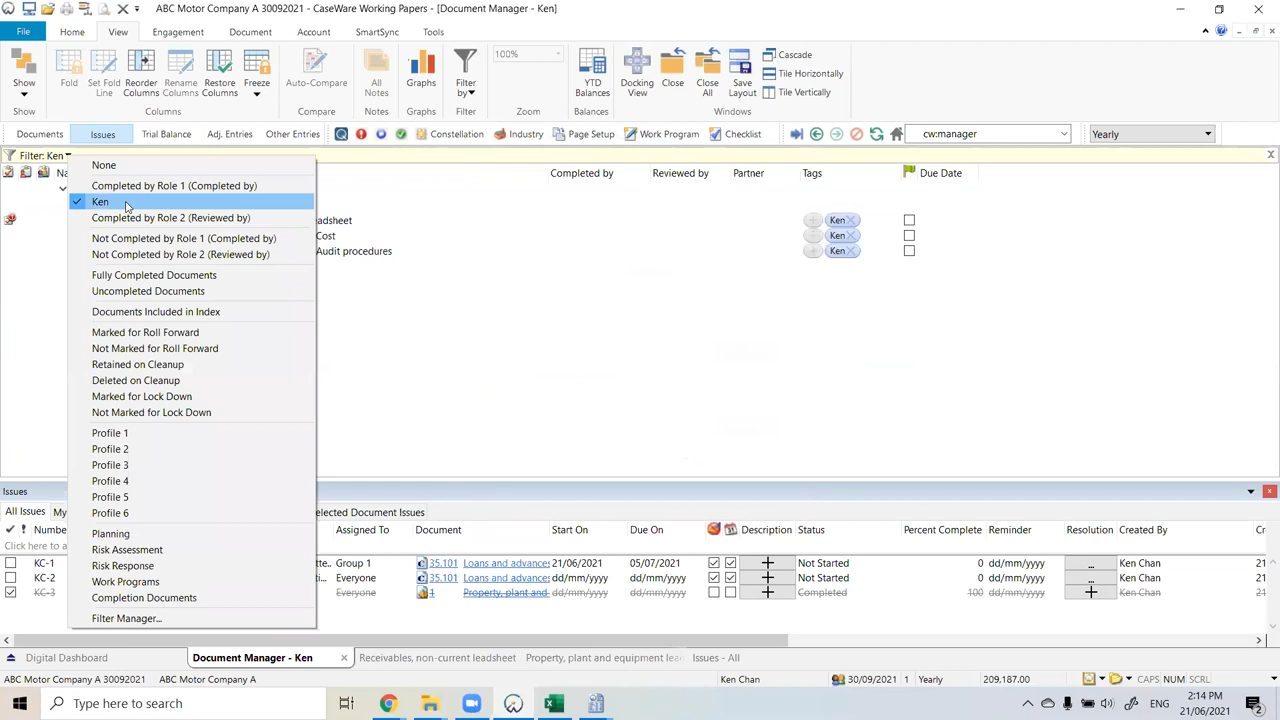 ABC Motor Company A 30092021 - CaseWare Working Papers - [Document Manager - Ken]
File Home View Engagement Document Account SmartSync Tools
Show Fold Set Fold Line Reorder Columns Rename Columns Restore Columns Freeze Auto-Compare All Notes Graphs Filter by 100% YTD Balances Docking View Close Close All Save Layout Cascade
Tile Horizontally
Tile Vertically
Show Columns Compare Notes Graphs Filter Zoom Balances Windows
Documents Issues Trial Balance Adj. Entries Other Entries Constellation Industry Page Setup Work Program Checklist cw:manager Yearly
Filter: Ken
Completed by Reviewed by Partner Tags Due Date
None
Completed by Role 1 (Completed by)
Ken
Completed by Role 2 (Reviewed by)
Not Completed by Role 1 (Completed by)
Not Completed by Role 2 (Reviewed by)
Fully Completed Documents
Uncompleted Documents
Documents Included in Index
Marked for Roll Forward
Not Marked for Roll Forward
Retained on Cleanup
Deleted on Cleanup
Marked for Lock Down
Not Marked for Lock Down
Profile 1
Profile 2
Profile 3
Profile 4
Profile 5
Profile 6
Planning
Risk Assessment
Risk Response
Work Programs
Completion Documents
Filter Manager...
adsheet Ken
Cost Ken
Audit procedures Ken
Issues
All Issues My elected Document Issues
Number Assigned To Document Start On Due On Description Status Percent Complete Reminder Resolution Created By Cr
Click here to a
KC-1 Group 1 35.101 Loans and advances 21/06/2021 05/07/2021 Not Started 0 dd/mm/yyyy .. Ken Chan 21
KC-2 Everyone 35.101 Loans and advances dd/mm/yyyy dd/mm/yyyy Not Started 0 dd/mm/yyyy .. Ken Chan 21
KC-3 Everyone 1 Property, plant and dd/mm/yyyy dd/mm/yyyy Completed 100 dd/mm/yyyy Ken Chan 21
Digital Dashboard Document Manager - Ken Receivables, non-current leadsheet Property, plant and equipment lea Issues - All
ABC Motor Company A 30092021 ABC Motor Company A Ken Chan 30/09/2021 1 Yearly 209,187.00 CAPS NUM SCRL
Type here to search ENG 2:14 PM
21/06/2021 2